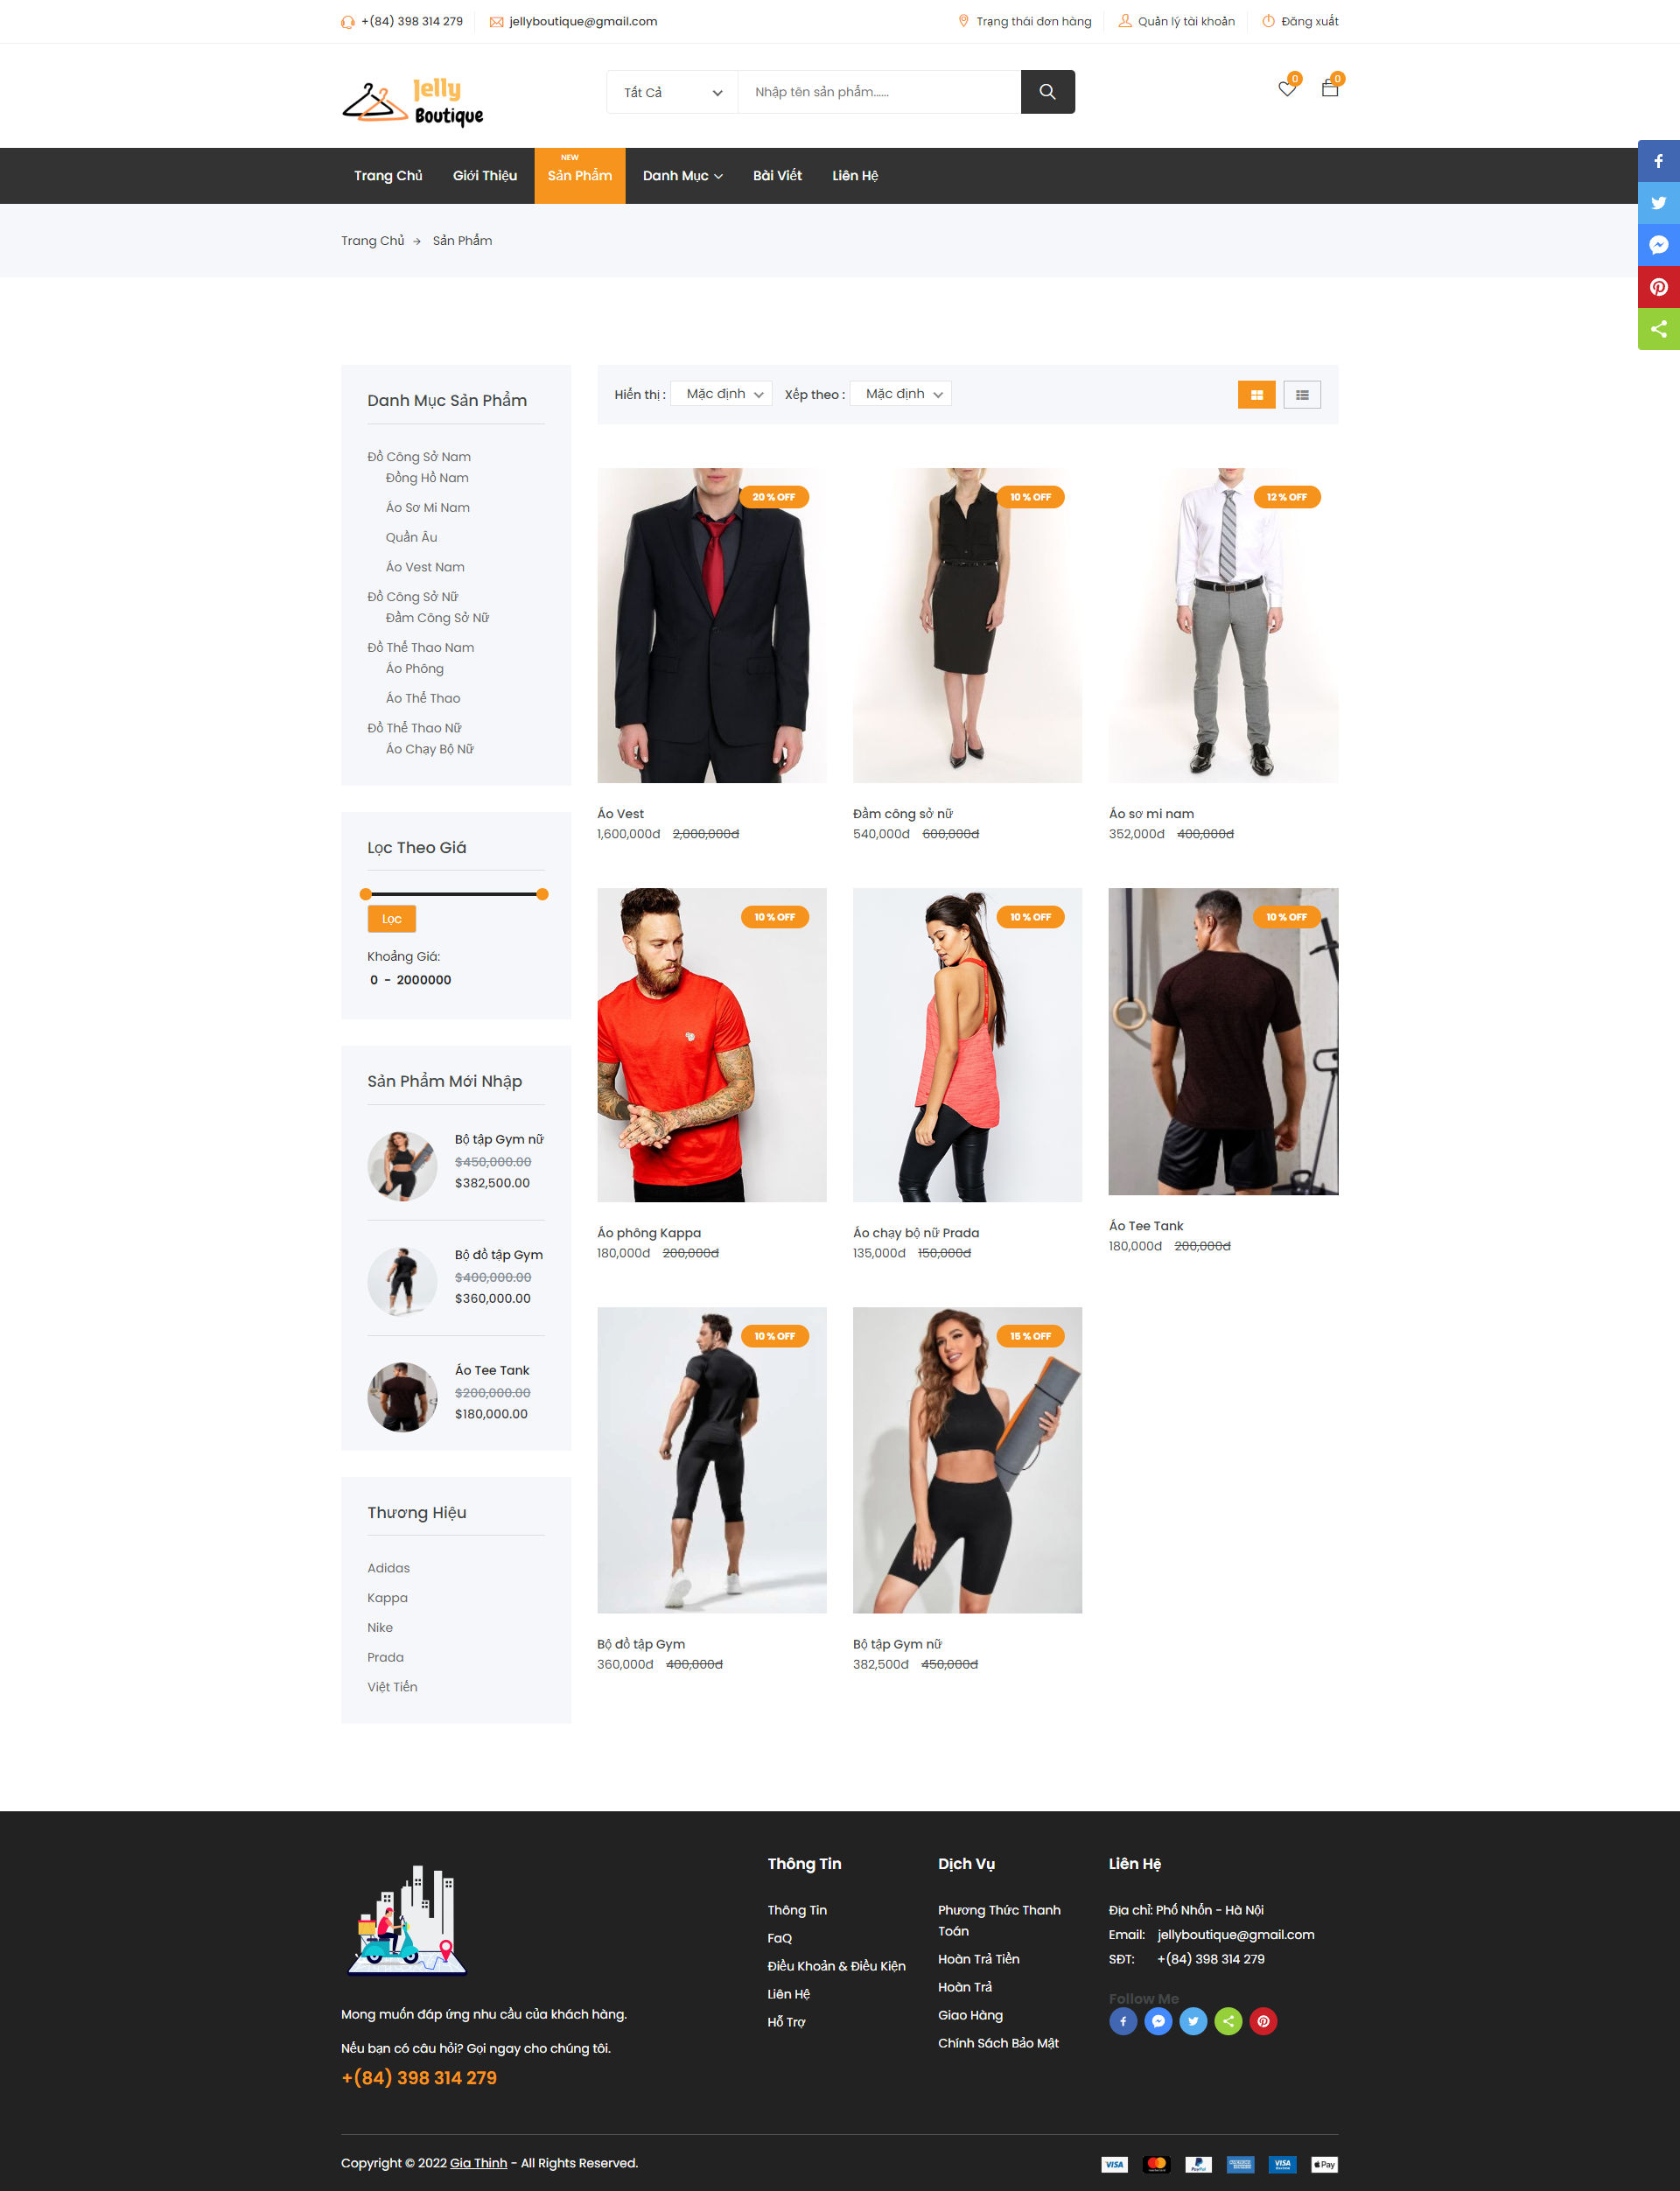 +(84) 398 314 279
jellyboutique@gmail.com
Trạng thái đơn hàng
Quản lý tài khoản
Đăng xuất
Jelly
Boutique
Tất Cả
Nhập tên sản phẩm......
0
0
Trang Chủ
Giới Thiệu
NEW
Sản Phẩm
Danh Mục
Bài Viết
Liên Hệ
Trang Chủ → Sản Phẩm
Danh Mục Sản Phẩm
Đồ Công Sở Nam
Đồng Hồ Nam
Áo Sơ Mi Nam
Quần Âu
Áo Vest Nam
Đồ Công Sở Nữ
Đầm Công Sở Nữ
Đồ Thể Thao Nam
Áo Phông
Áo Thể Thao
Đồ Thể Thao Nữ
Áo Chạy Bộ Nữ
Lọc Theo Giá
Lọc
Khoảng Giá:
0 - 2000000
Sản Phẩm Mới Nhập
Bộ tập Gym nữ
$450,000.00
$382,500.00
Bộ đồ tập Gym
$400,000.00
$360,000.00
Áo Tee Tank
$200,000.00
$180,000.00
Thương Hiệu
Adidas
Kappa
Nike
Prada
Việt Tiến
Hiển thị : Mặc định
Xếp theo : Mặc định
20 % OFF
10 % OFF
12 % OFF
Áo Vest
1,600,000đ 2,000,000đ
Đầm công sở nữ
540,000đ 600,000đ
Áo sơ mi nam
352,000đ 400,000đ
10 % OFF
10 % OFF
10 % OFF
Áo phông Kappa
180,000đ 200,000đ
Áo chạy bộ nữ Prada
135,000đ 150,000đ
Áo Tee Tank
180,000đ 200,000đ
10 % OFF
15 % OFF
Bộ đồ tập Gym
360,000đ 400,000đ
Bộ tập Gym nữ
382,500đ 450,000đ
Mong muốn đáp ứng nhu cầu của khách hàng.
Nếu bạn có câu hỏi? Gọi ngay cho chúng tôi.
+(84) 398 314 279
Thông Tin
Thông Tin
FaQ
Điều Khoản & Điều Kiện
Liên Hệ
Hỗ Trợ
Dịch Vụ
Phương Thức Thanh
Toán
Hoàn Trả Tiền
Hoàn Trả
Giao Hàng
Chính Sách Bảo Mật
Liên Hệ
Địa chỉ: Phố Nhổn - Hà Nội
Email: jellyboutique@gmail.com
SĐT: +(84) 398 314 279
Follow Me
Copyright © 2022 Gia Thinh - All Rights Reserved.
VISA
PayPal
VISA
Pay